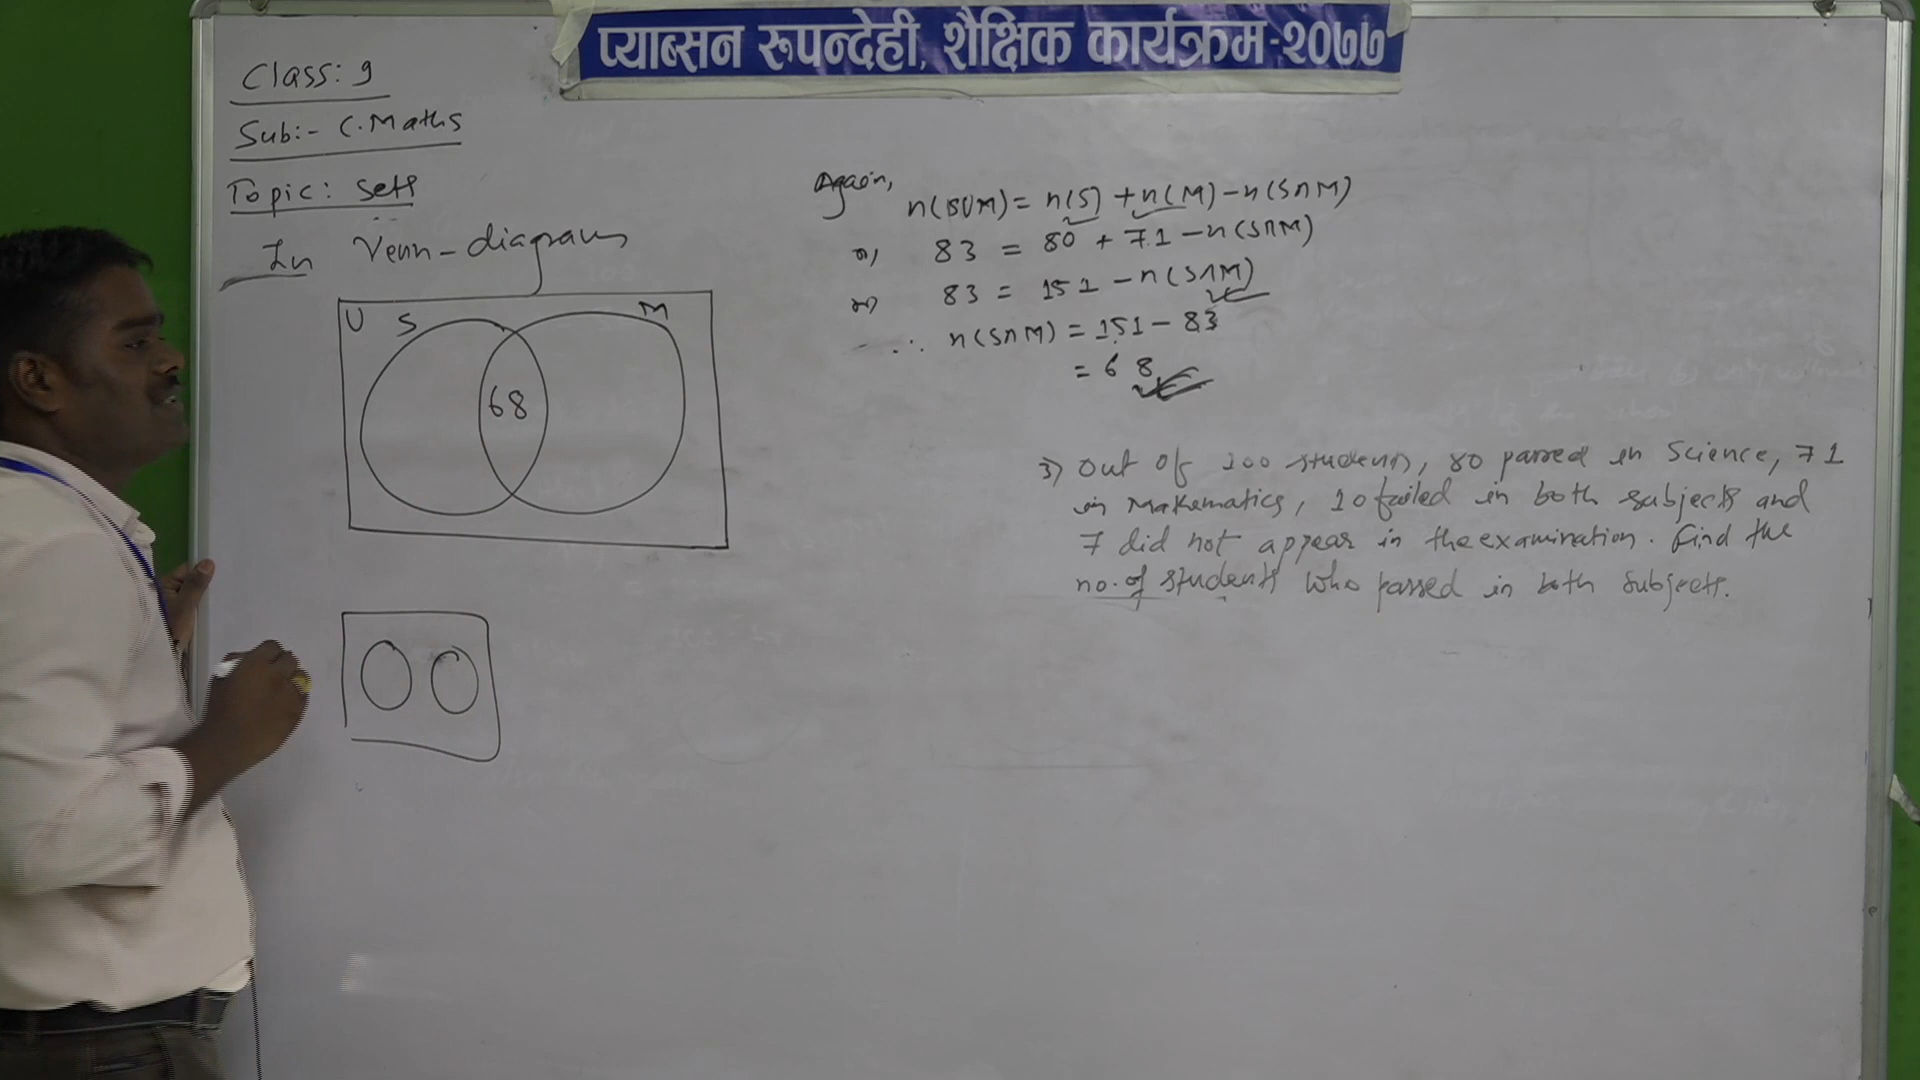 प्याब्सन रूपन्देही, शैक्षिक कार्यक्रम-२०७७
Class: 9
Sub:- C. Maths
Topic: Sets
In Venn-diagram
U S M
68
Again,
n(SUM) = n(S) + n(M) - n(S∩M)
or, 83 = 80 + 71 - n(S∩M)
or, 83 = 151 - n(S∩M)
∴ n(S∩M) = 151 - 83
= 68
3) Out of 100 students, 80 passed in Science, 71
in Mathematics, 10 failed in both subjects and
7 did not appear in the examination. Find the
no. of students who passed in both subjects.